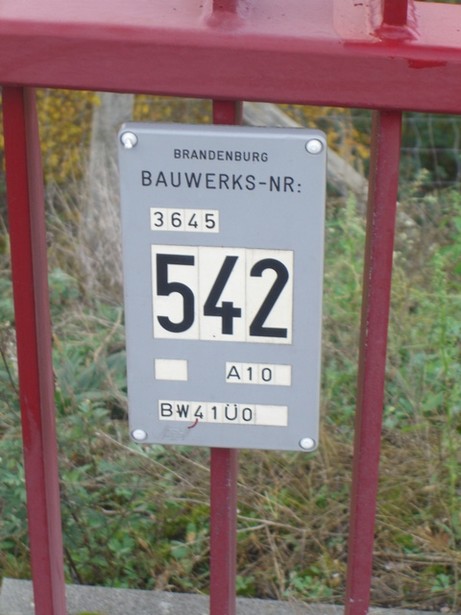 BRANDENBURG
BAUWERKS-NR:
3645
542
A10
BW41Ü0